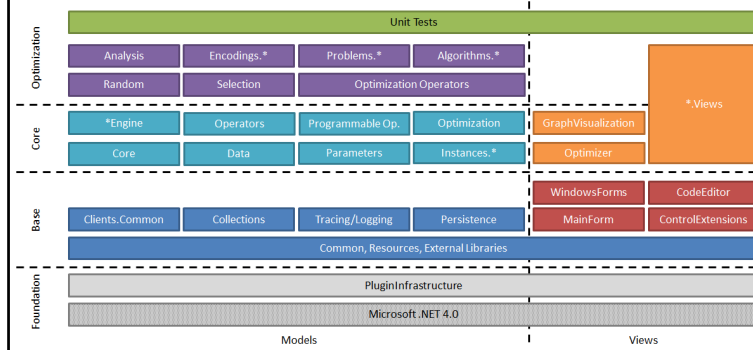 Unit Tests
Optimization
Analysis
Encodings.*
Problems.*
Algorithms.*
Random
Selection
Optimization Operators
*.Views
Core
*Engine
Operators
Programmable Op.
Optimization
GraphVisualization
Core
Data
Parameters
Instances.*
Optimizer
Base
WindowsForms
CodeEditor
Clients.Common
Collections
Tracing/Logging
Persistence
MainForm
ControlExtensions
Common, Resources, External Libraries
Foundation
PluginInfrastructure
Microsoft .NET 4.0
Models
Views